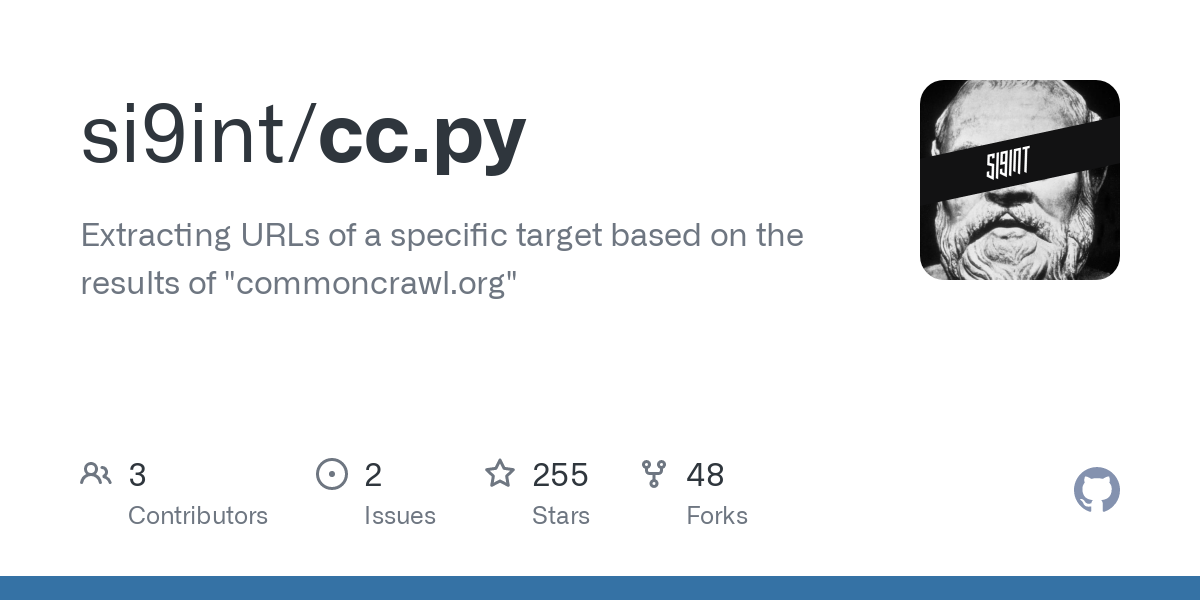 si9int/cc.py
SI9INT
Extracting URLs of a specific target based on the
results of "commoncrawl.org"
3
Contributors
2
Issues
255
Stars
48
Forks